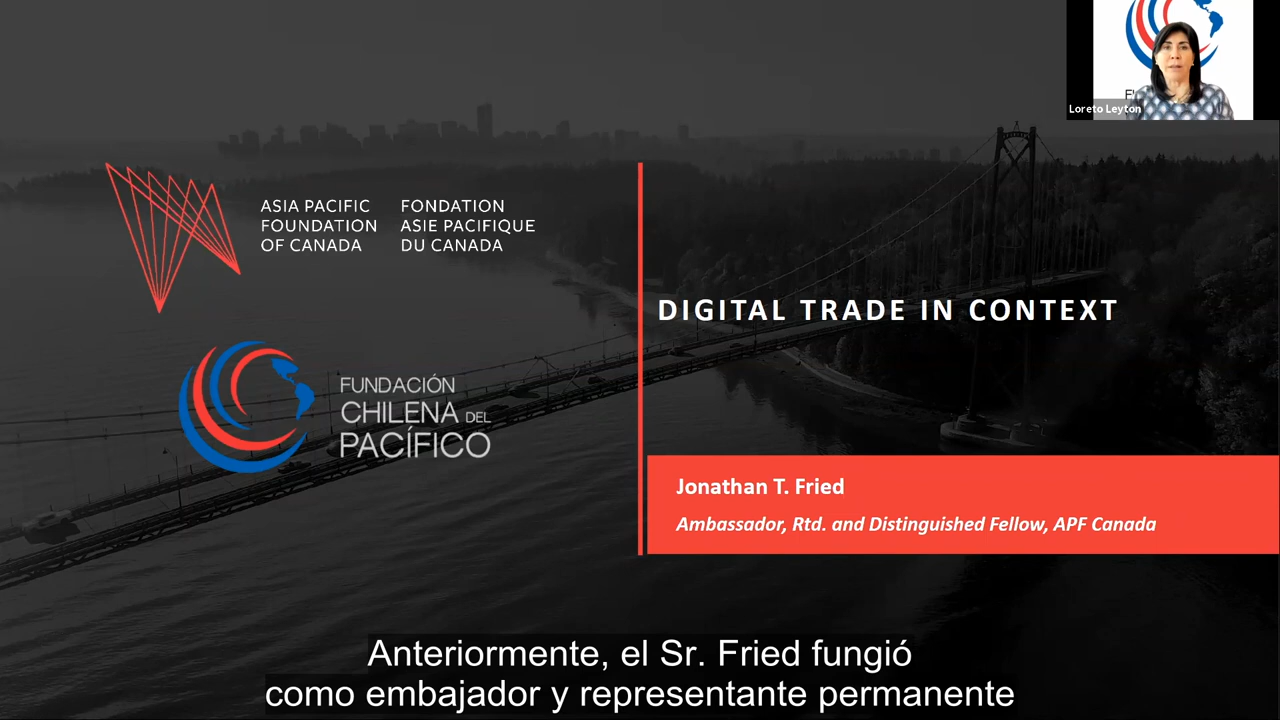 Loreto Leyton
ASIA PACIFIC
FOUNDATION
OF CANADA
FONDATION
ASIE PACIFIQUE
DU CANADA
FUNDACIÓN
CHILENA DEL
PACÍFICO
DIGITAL TRADE IN CONTEXT
Jonathan T. Fried
Ambassador, Rtd. and Distinguished Fellow, APF Canada
Anteriormente, el Sr. Fried fungió
como embajador y representante permanente